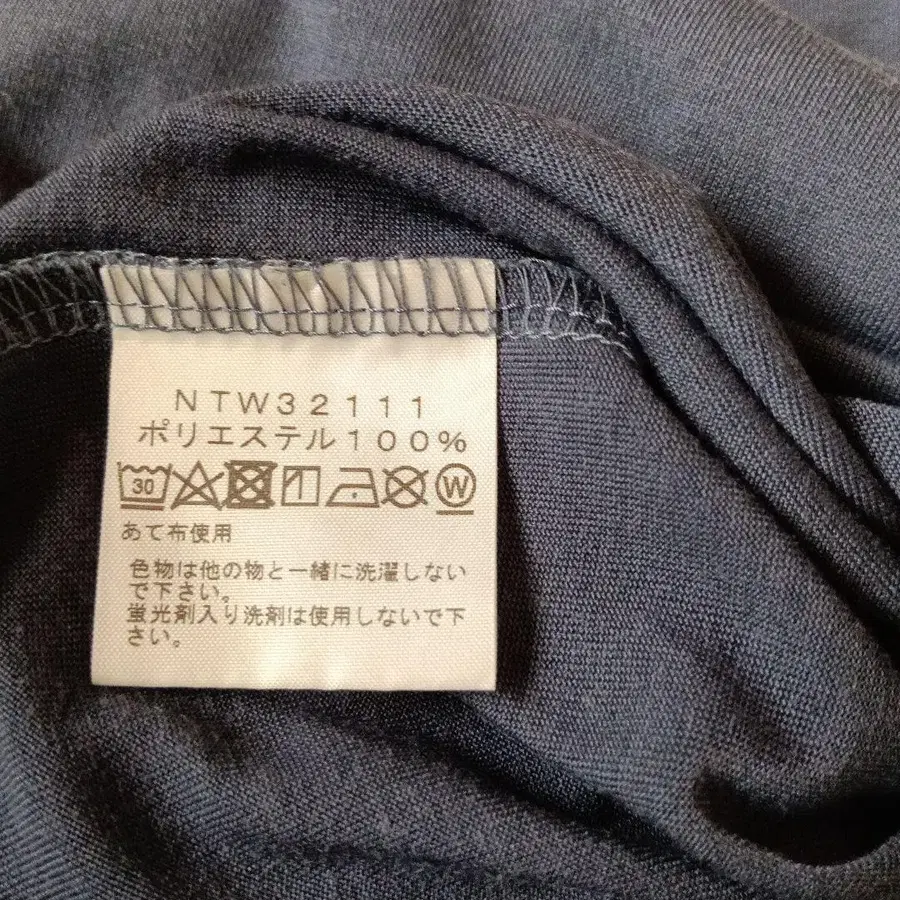 NTW32111
ポリエステル100%
30 W
あて布使用
色物は他の物と一緒に洗濯しない
で下さい。
蛍光剤入り洗剤は使用しないで下
さい。